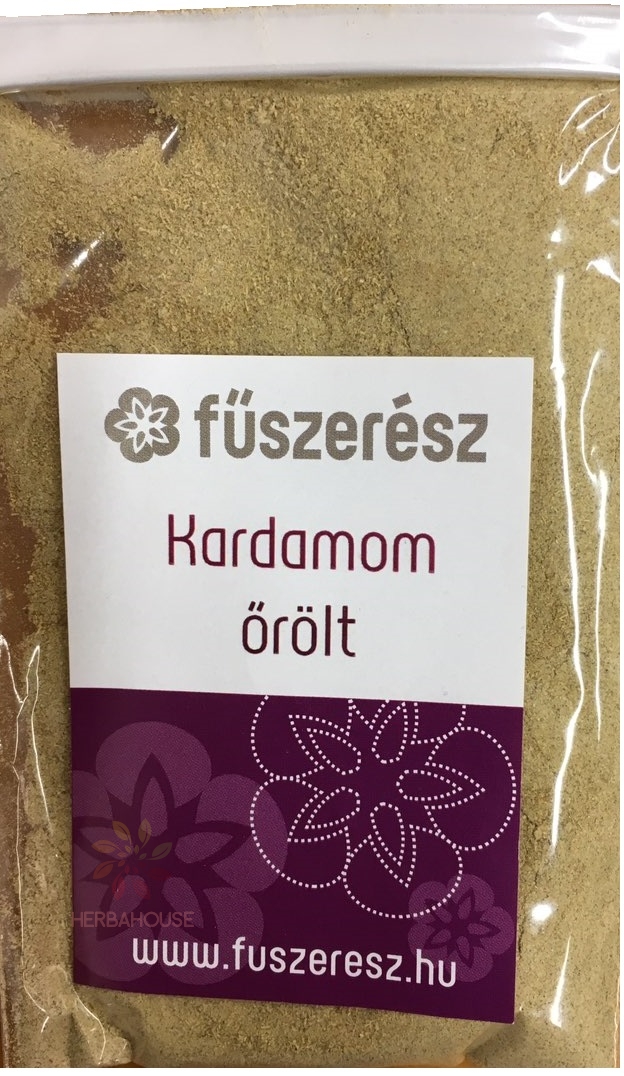 fűszerész
Kardamom
őrölt
HERBAHOUSE
www.fuszeresz.hu